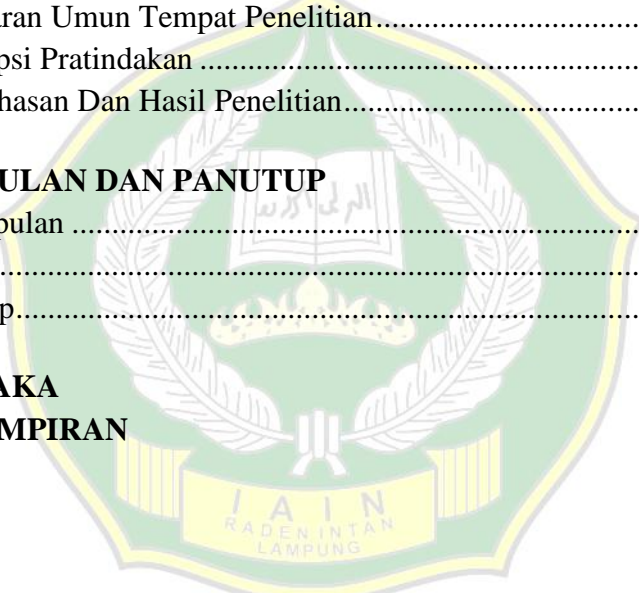 aran Umun Tempat Penelitian................................
psi Pratindakan ........................................................
hasan Dan Hasil Penelitian.....................................
ULAN DAN PANUTUP
pulan .......................................................................
................................................................................
p...............................................................................
AKA
MPIRAN
I A I N
RADEN INTAN
LAMPUNG